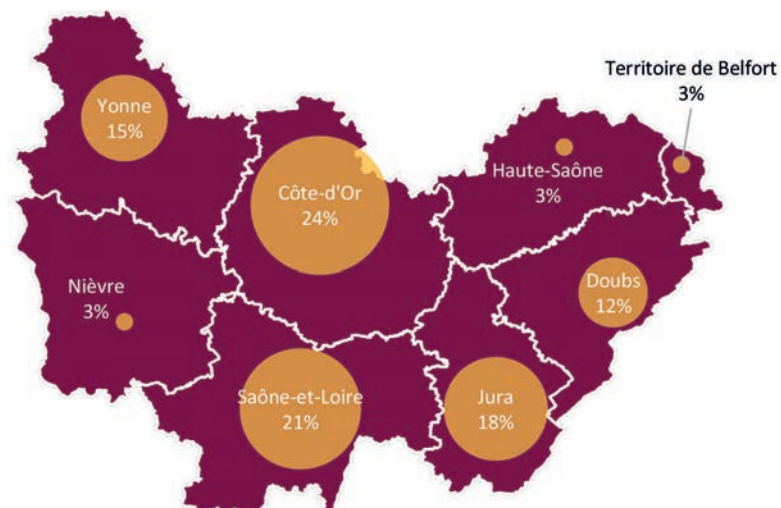 Yonne
15%
Territoire de Belfort
3%
Côte-d'Or
24%
Haute-Saône
3%
Nièvre
3%
Doubs
12%
Saône-et-Loire
21%
Jura
18%